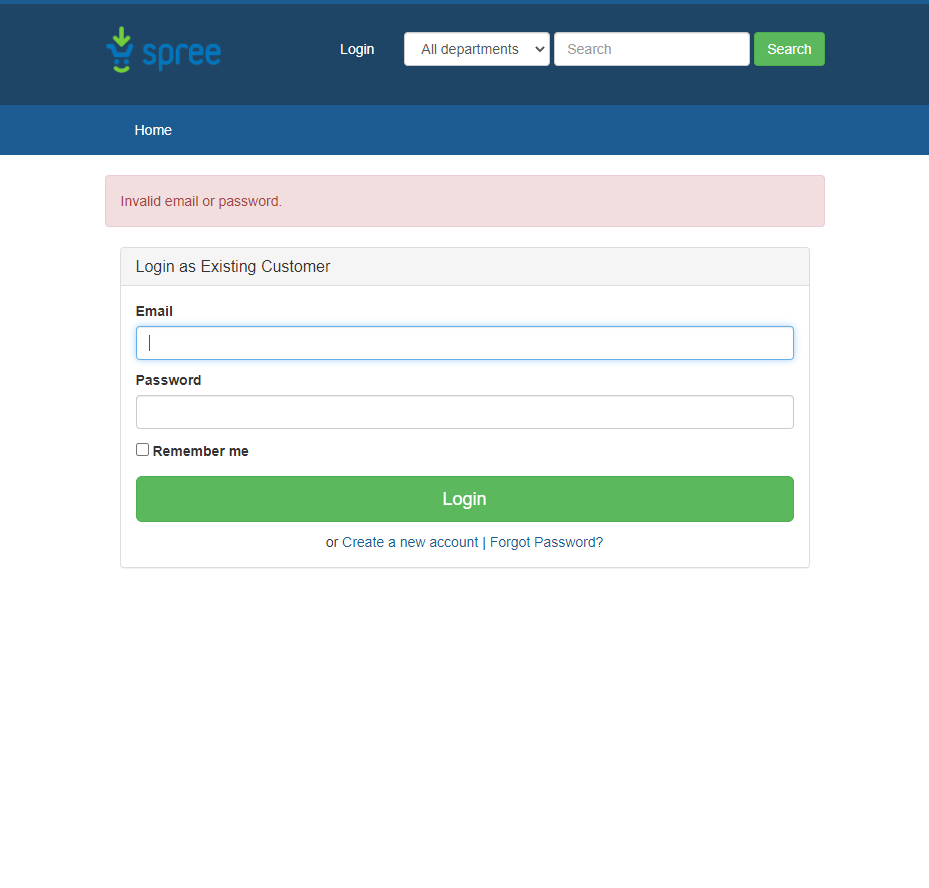 spree
Login
All departments
Search
Search
Home
Invalid email or password.
Login as Existing Customer
Email
Password
Remember me
Login
or Create a new account | Forgot Password?